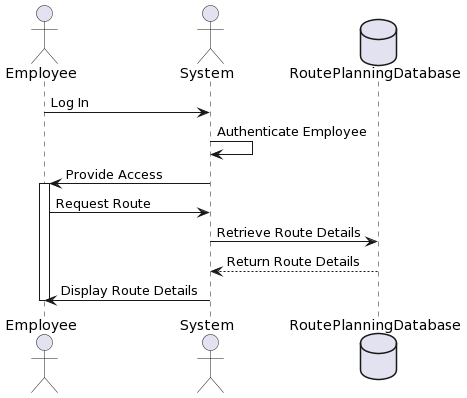 Employee System RoutePlanningDatabase
Log In
Authenticate Employee
Provide Access
Request Route
Retrieve Route Details
Return Route Details
Display Route Details
Employee System RoutePlanningDatabase